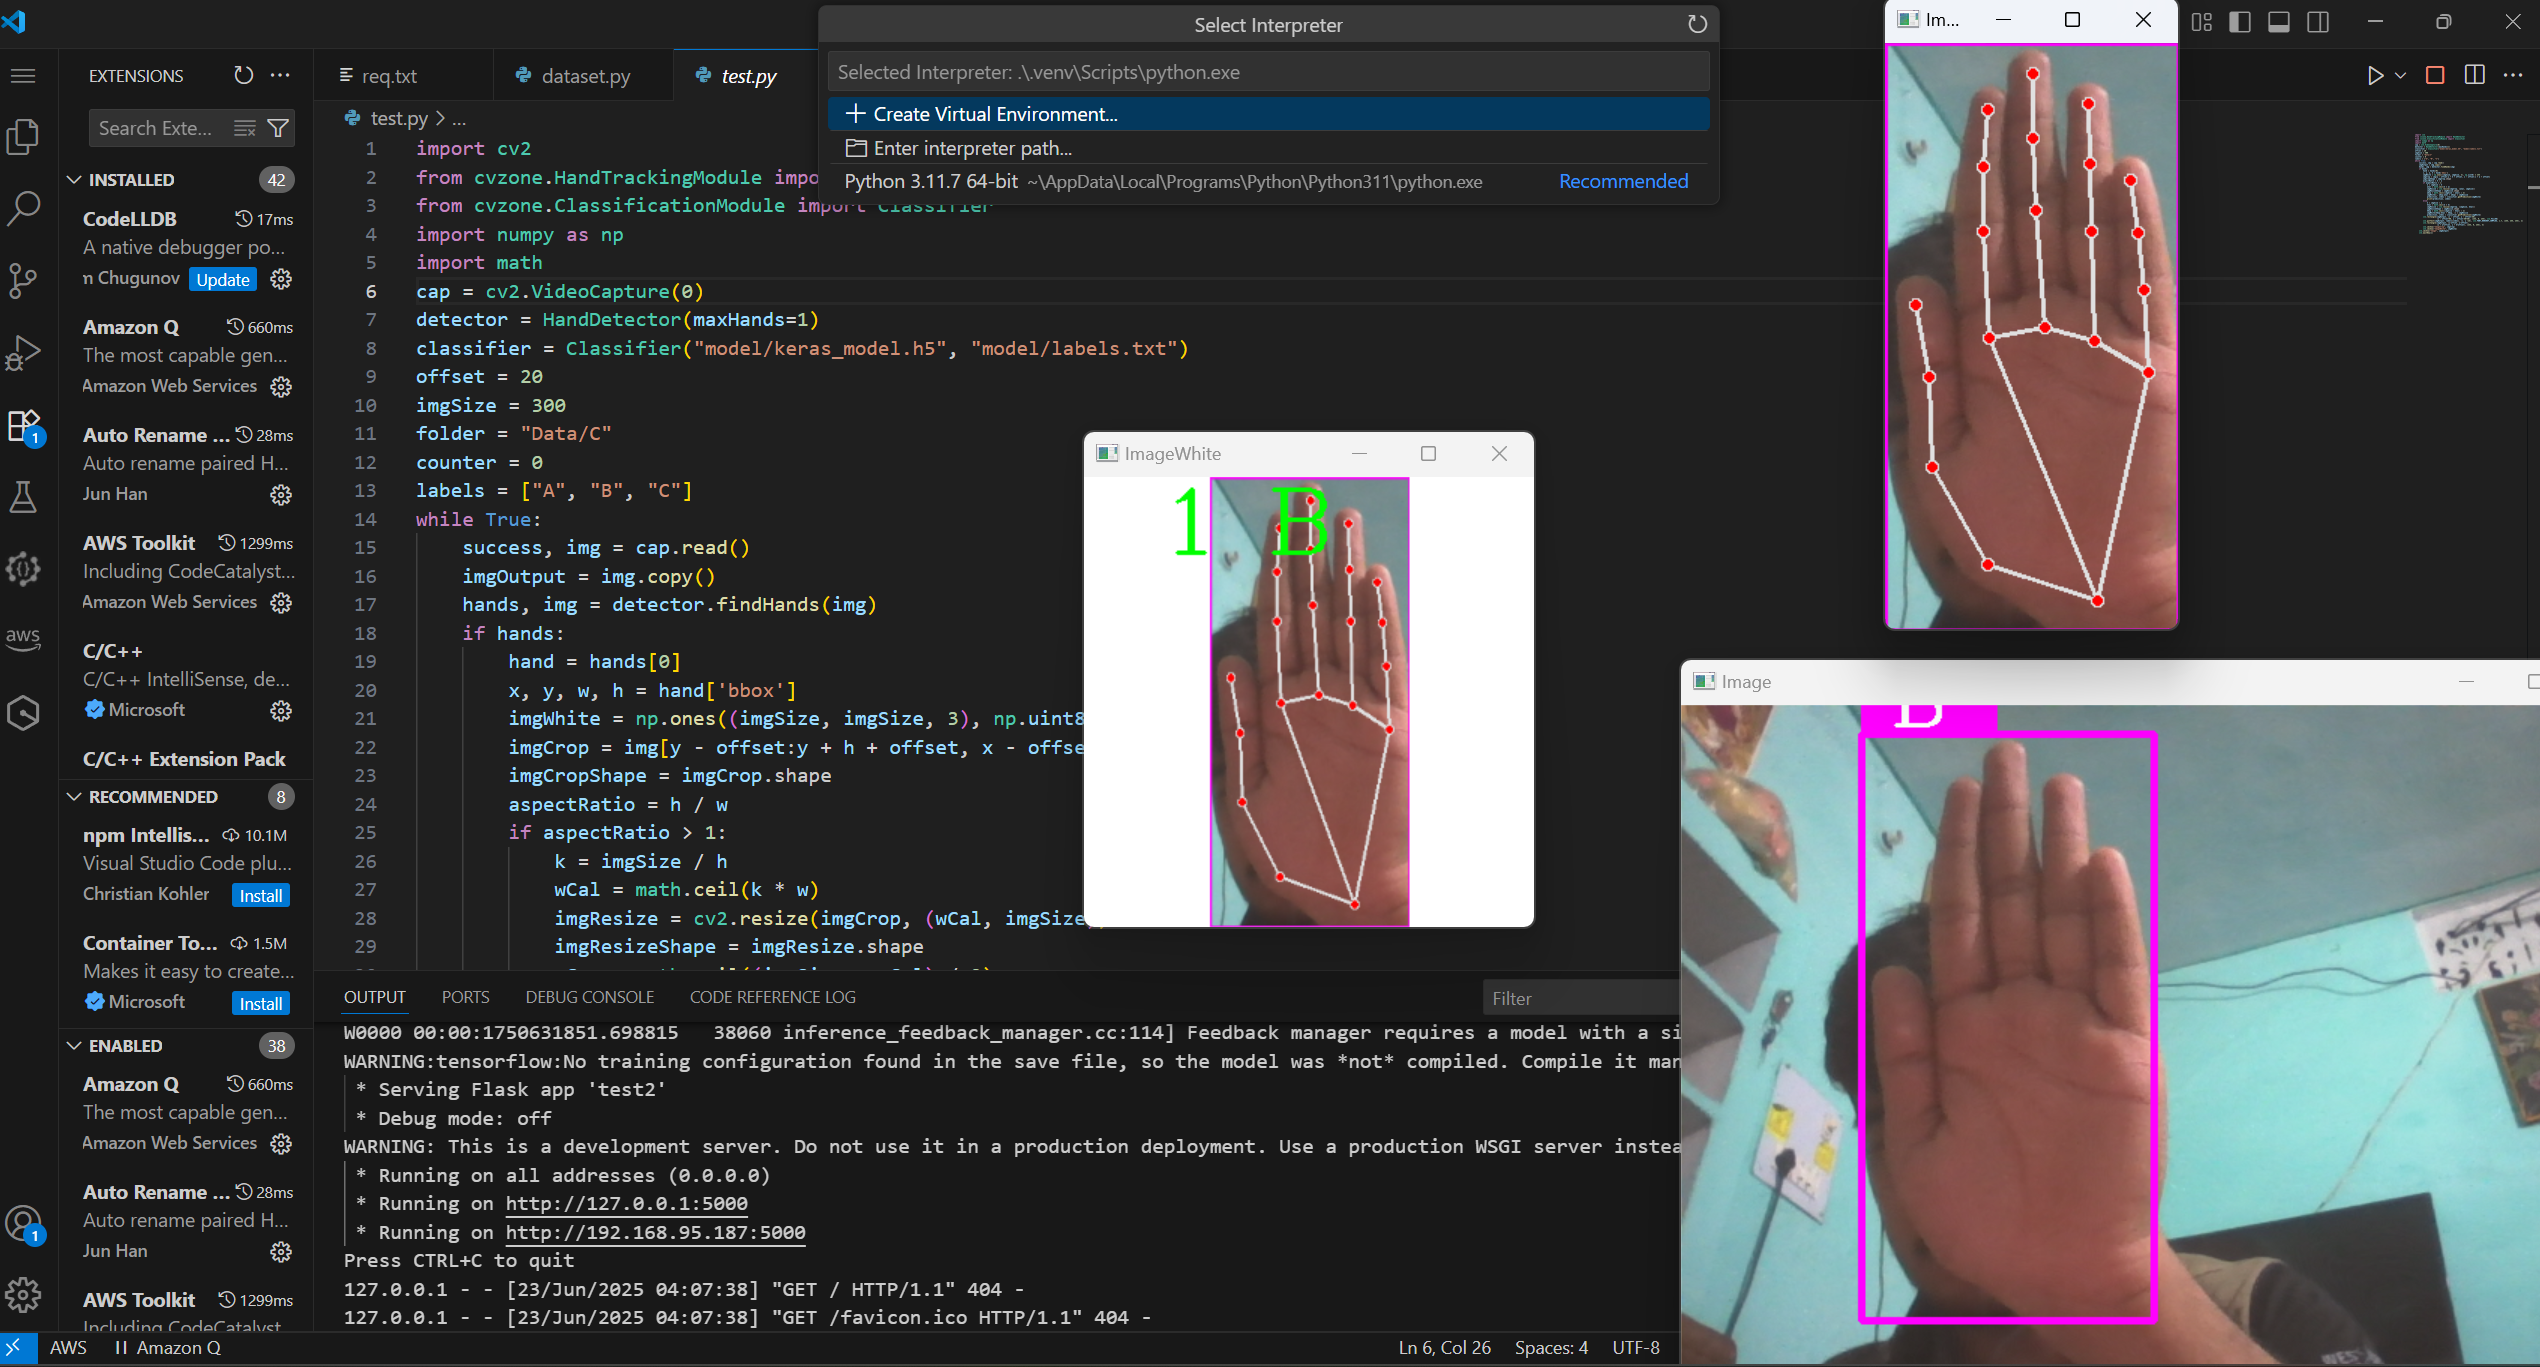 Select Interpreter
Selected Interpreter: .\.venv\Scripts\python.exe
Create Virtual Environment...
Enter interpreter path...
Python 3.11.7 64-bit ~\AppData\Local\Programs\Python\Python311\python.exe Recommended
EXTENSIONS
Search Exte...
INSTALLED 42
CodeLLDB 17ms
A native debugger po...
n Chugunov Update
Amazon Q 660ms
The most capable gen...
Amazon Web Services
Auto Rename ... 28ms
Auto rename paired H...
Jun Han
AWS Toolkit 1299ms
Including CodeCatalyst...
Amazon Web Services
C/C++
C/C++ IntelliSense, de...
Microsoft
C/C++ Extension Pack
RECOMMENDED 8
npm Intellis... 10.1M
Visual Studio Code plu...
Christian Kohler Install
Container To... 1.5M
Makes it easy to create...
Microsoft Install
ENABLED 38
Amazon Q 660ms
The most capable gen...
Amazon Web Services
Auto Rename ... 28ms
Auto rename paired H...
Jun Han
AWS Toolkit 1299ms
Including CodeCatalyst
1
aws
1
req.txt dataset.py test.py
test.py > ...
1 import cv2
2 from cvzone.HandTrackingModule impo
3 from cvzone.ClassificationModule import Classifier
4 import numpy as np
5 import math
6 cap = cv2.VideoCapture(0)
7 detector = HandDetector(maxHands=1)
8 classifier = Classifier("model/keras_model.h5", "model/labels.txt")
9 offset = 20
10 imgSize = 300
11 folder = "Data/C"
12 counter = 0
13 labels = ["A", "B", "C"]
14 while True:
15 success, img = cap.read()
16 imgOutput = img.copy()
17 hands, img = detector.findHands(img)
18 if hands:
19 hand = hands[0]
20 x, y, w, h = hand['bbox']
21 imgWhite = np.ones((imgSize, imgSize, 3), np.uint8
22 imgCrop = img[y - offset:y + h + offset, x - offse
23 imgCropShape = imgCrop.shape
24 aspectRatio = h / w
25 if aspectRatio > 1:
26 k = imgSize / h
27 wCal = math.ceil(k * w)
28 imgResize = cv2.resize(imgCrop, (wCal, imgSize
29 imgResizeShape = imgResize.shape
OUTPUT PORTS DEBUG CONSOLE CODE REFERENCE LOG Filter
W0000 00:00:1750631851.698815 38060 inference_feedback_manager.cc:114] Feedback manager requires a model with a si
WARNING:tensorflow:No training configuration found in the save file, so the model was *not* compiled. Compile it man
* Serving Flask app 'test2'
* Debug mode: off
WARNING: This is a development server. Do not use it in a production deployment. Use a production WSGI server instea
* Running on all addresses (0.0.0.0)
* Running on http://127.0.0.1:5000
* Running on http://192.168.95.187:5000
Press CTRL+C to quit
127.0.0.1 - - [23/Jun/2025 04:07:38] "GET / HTTP/1.1" 404 -
127.0.0.1 - - [23/Jun/2025 04:07:38] "GET /favicon.ico HTTP/1.1" 404 -
AWS Amazon Q Ln 6, Col 26 Spaces: 4 UTF-8
ImageWhite
1 B
Im...
Image
B